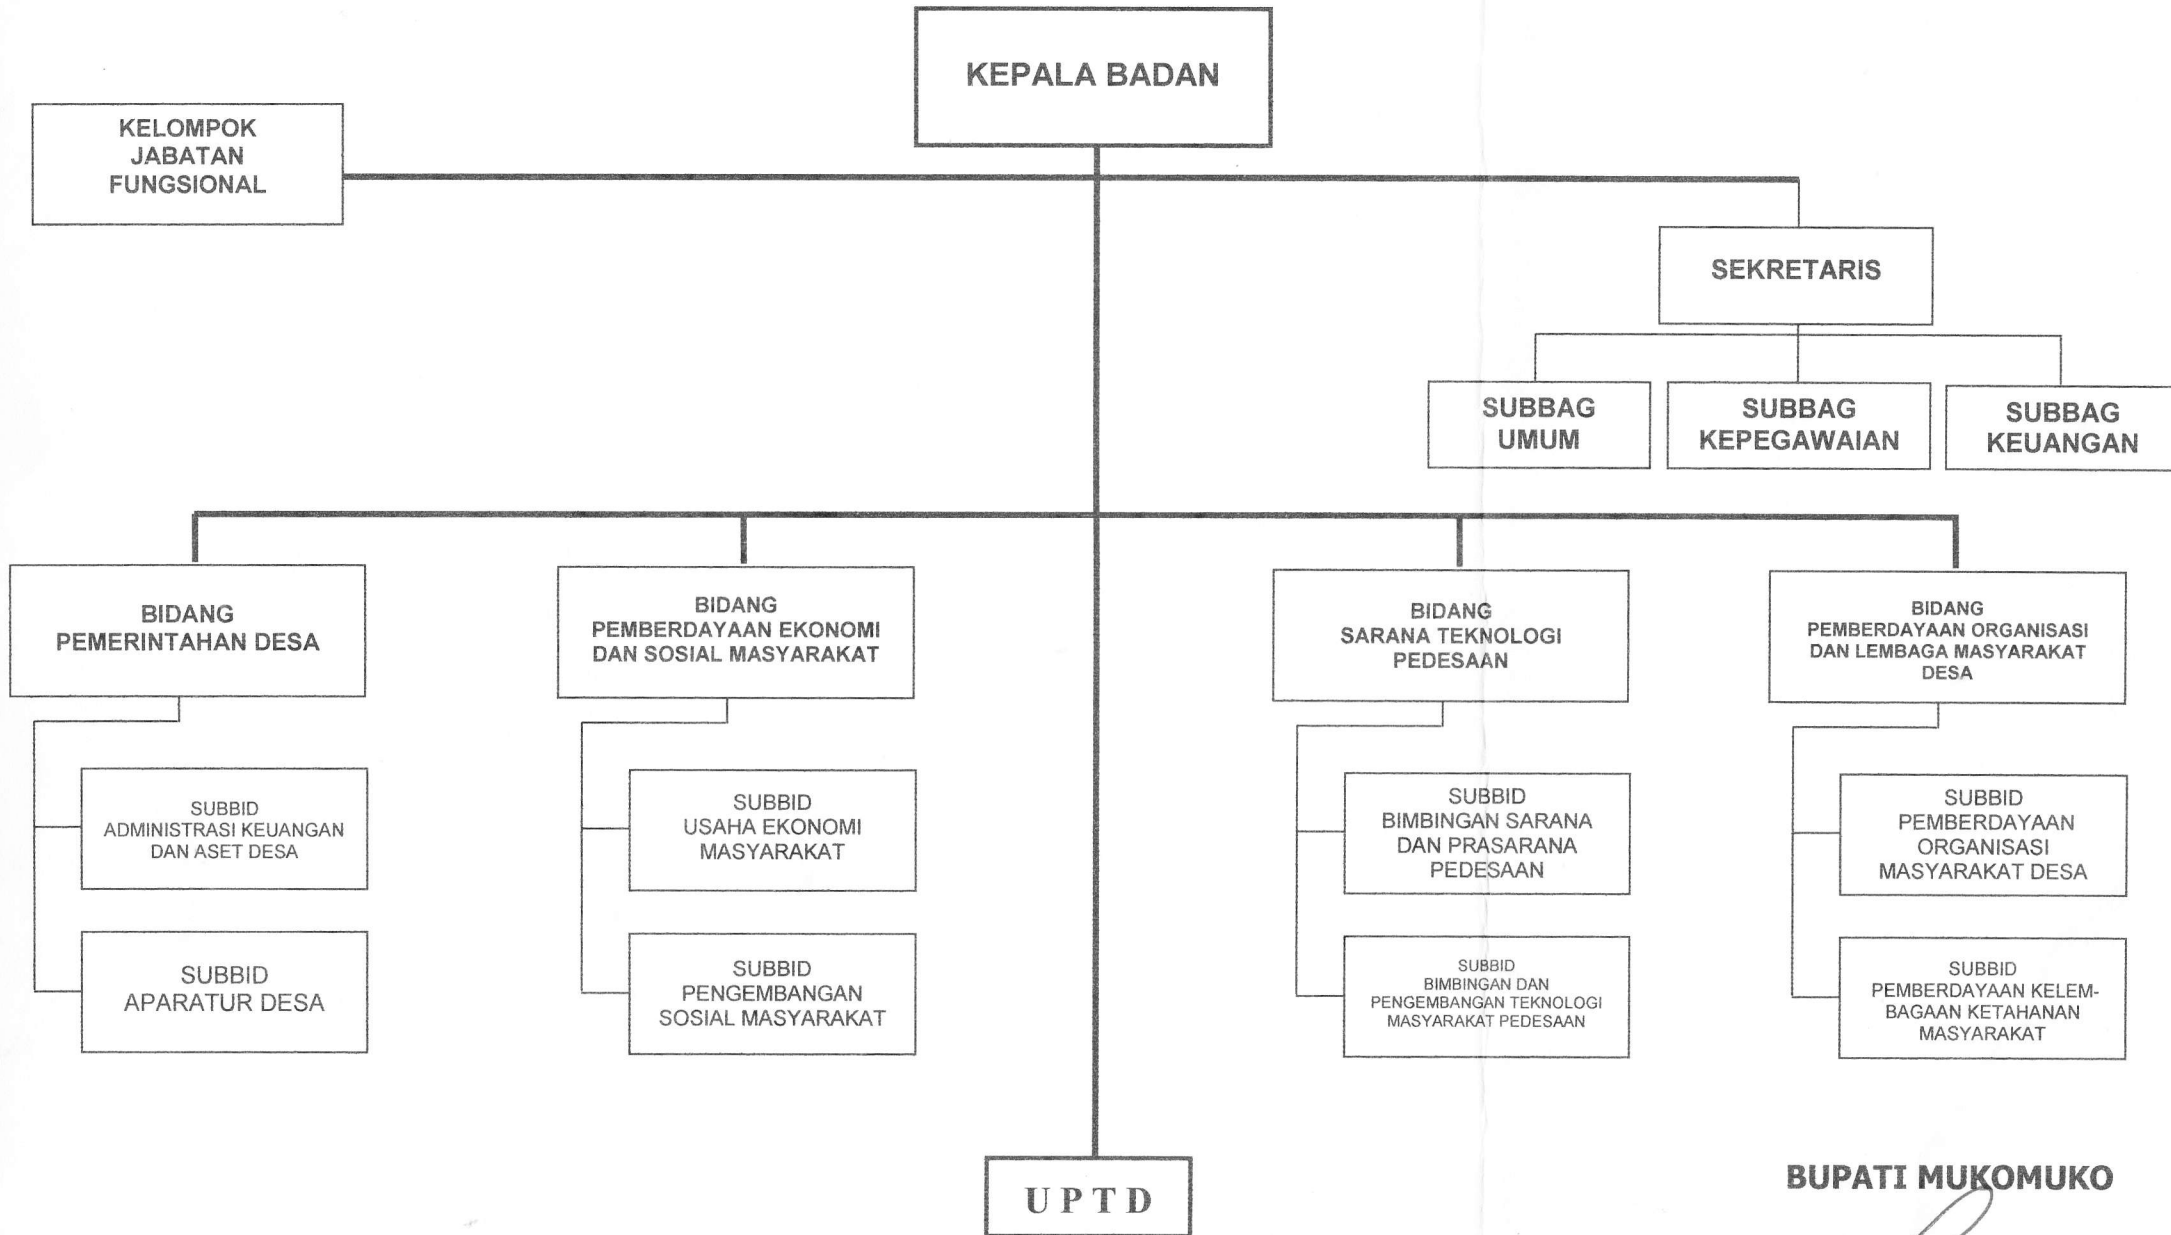 KEPALA BADAN
KELOMPOK
JABATAN
FUNGSIONAL
SEKRETARIS
SUBBAG
UMUM
SUBBAG
KEPEGAWAIAN
SUBBAG
KEUANGAN
BIDANG
PEMERINTAHAN DESA
BIDANG
PEMBERDAYAAN EKONOMI
DAN SOSIAL MASYARAKAT
BIDANG
SARANA TEKNOLOGI
PEDESAAN
BIDANG
PEMBERDAYAAN ORGANISASI
DAN LEMBAGA MASYARAKAT
DESA
SUBBID
ADMINISTRASI KEUANGAN
DAN ASET DESA
SUBBID
USAHA EKONOMI
MASYARAKAT
SUBBID
BIMBINGAN SARANA
DAN PRASARANA
PEDESAAN
SUBBID
PEMBERDAYAAN
ORGANISASI
MASYARAKAT DESA
SUBBID
APARATUR DESA
SUBBID
PENGEMBANGAN
SOSIAL MASYARAKAT
SUBBID
BIMBINGAN DAN
PENGEMBANGAN TEKNOLOGI
MASYARAKAT PEDESAAN
SUBBID
PEMBERDAYAAN KELEM-
BAGAAN KETAHANAN
MASYARAKAT
U P T D
BUPATI MUKOMUKO